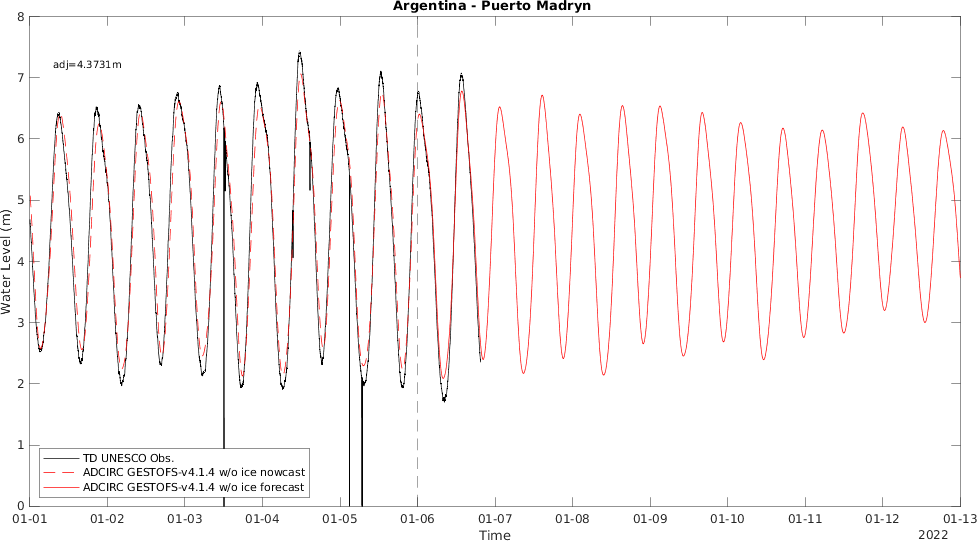 Argentina - Puerto Madryn
adj=4.3731m
Water Level (m)
8
7
6
5
4
3
2
1
0
TD UNESCO Obs.
ADCIRC GESTOFS-v4.1.4 w/o ice nowcast
ADCIRC GESTOFS-v4.1.4 w/o ice forecast
01-01 01-02 01-03 01-04 01-05 01-06 01-07 01-08 01-09 01-10 01-11 01-12 01-13
Time
2022